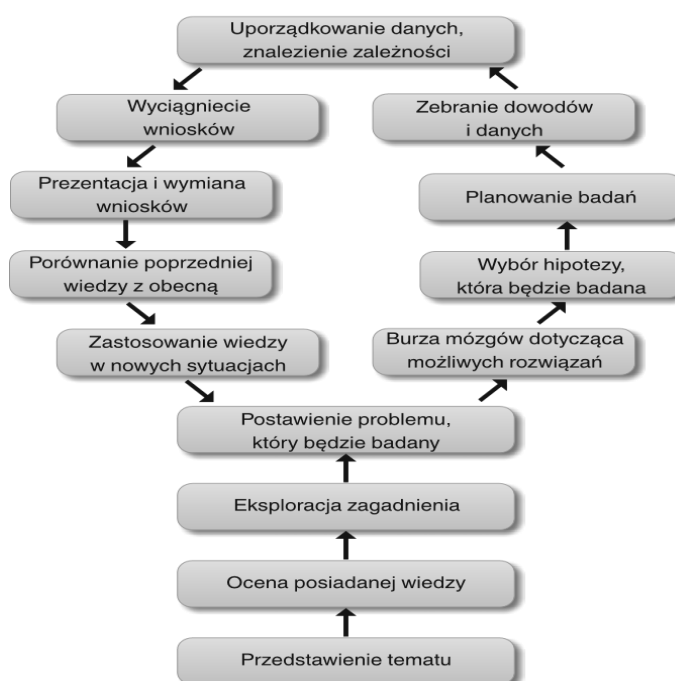 Uporządkowanie danych,
znalezienie zależności
Wyciągniecie
wniosków
Zebranie dowodów
i danych
Prezentacja i wymiana
wniosków
Planowanie badań
Porównanie poprzedniej
wiedzy z obecną
Wybór hipotezy,
która będzie badana
Zastosowanie wiedzy
w nowych sytuacjach
Burza mózgów dotycząca
możliwych rozwiązań
Postawienie problemu,
który będzie badany
Eksploracja zagadnienia
Ocena posiadanej wiedzy
Przedstawienie tematu